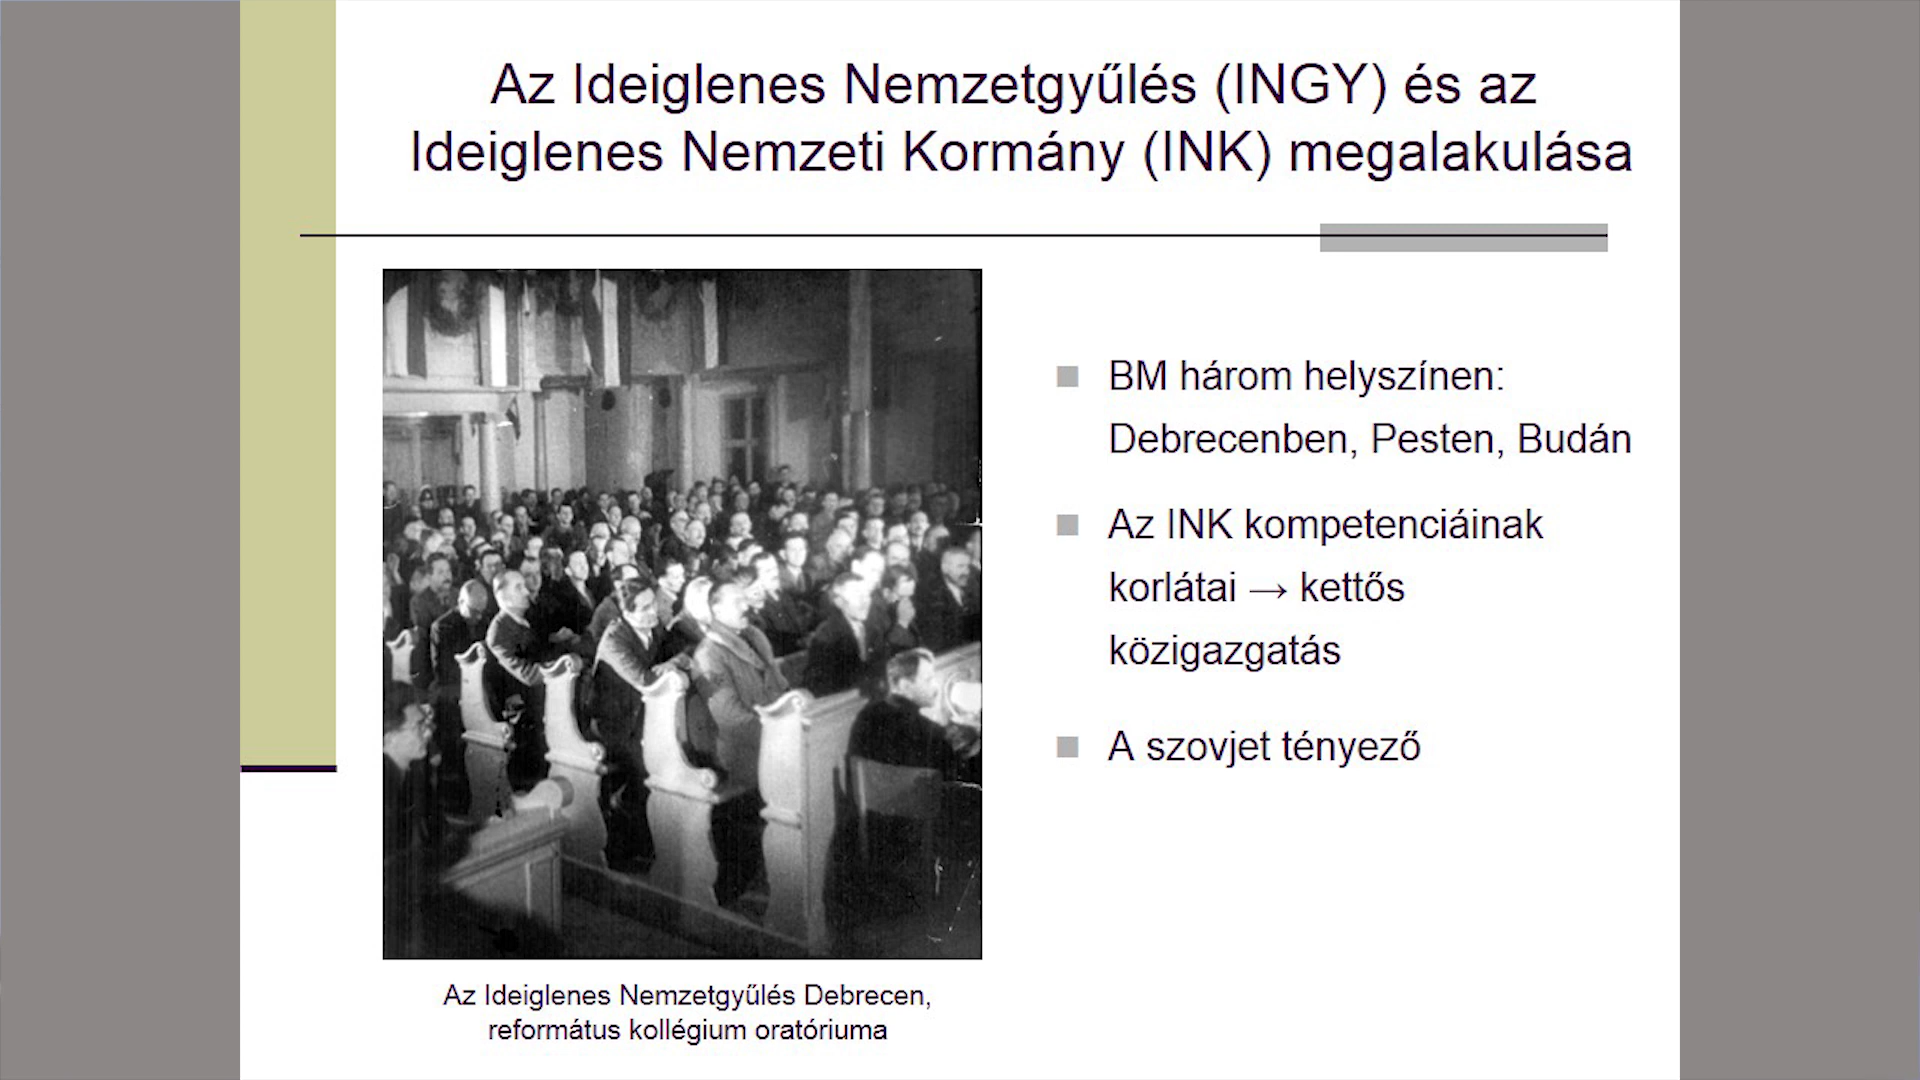 Az Ideiglenes Nemzetgyűlés (INGY) és az
Ideiglenes Nemzeti Kormány (INK) megalakulása
BM három helyszínen:
Debrecenben, Pesten, Budán
Az INK kompetenciáinak
korlátai → kettős
közigazgatás
A szovjet tényező
Az Ideiglenes Nemzetgyűlés Debrecen,
református kollégium oratóriuma